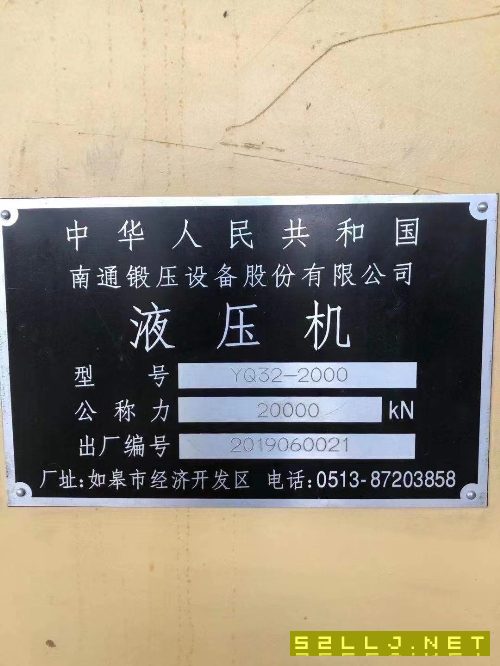 中华人民共和国
南通锻压设备股份有限公司
液压机
型号 YQ32-2000
公称力 20000 kN
出厂编号 2019060021
厂址:如皋市经济开发区 电话:0513-87203858
52LLJ.NET